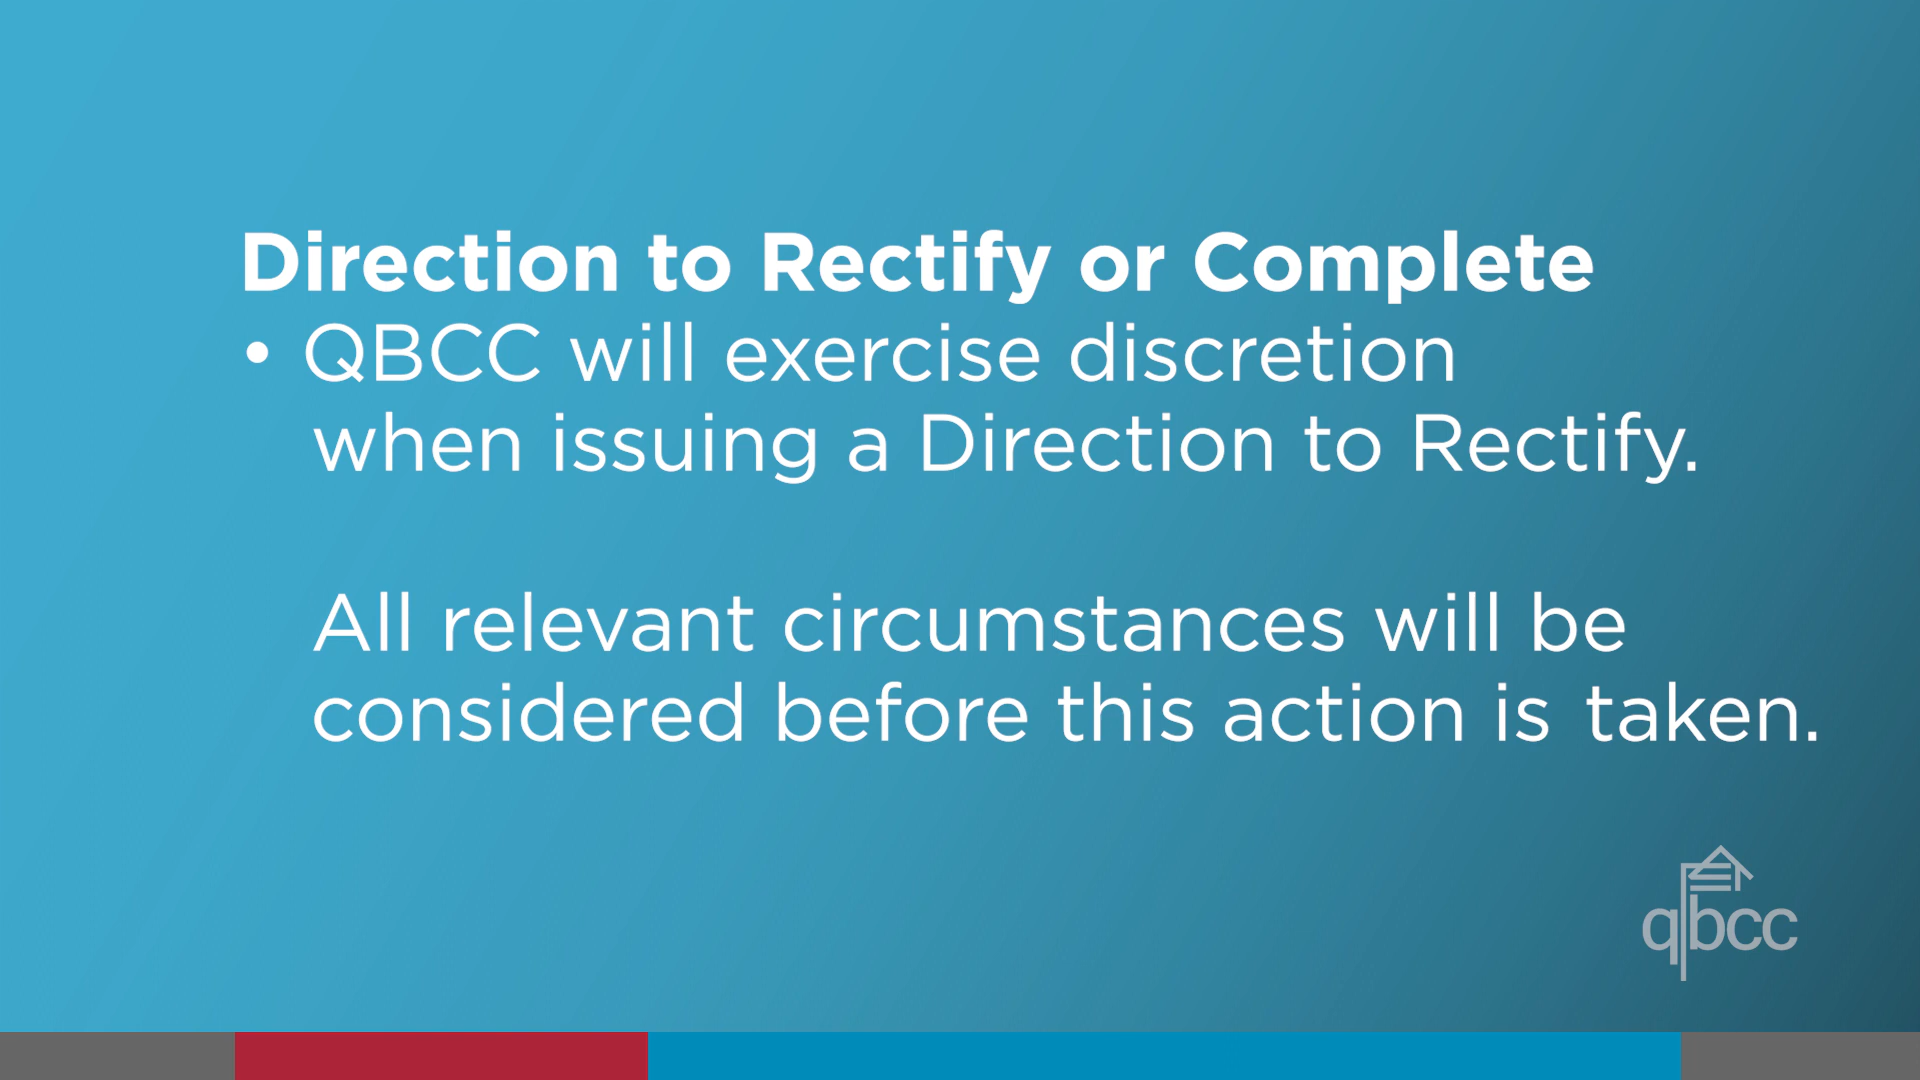 Direction to Rectify or Complete
• QBCC will exercise discretion
when issuing a Direction to Rectify.
All relevant circumstances will be
considered before this action is taken.
qbcc